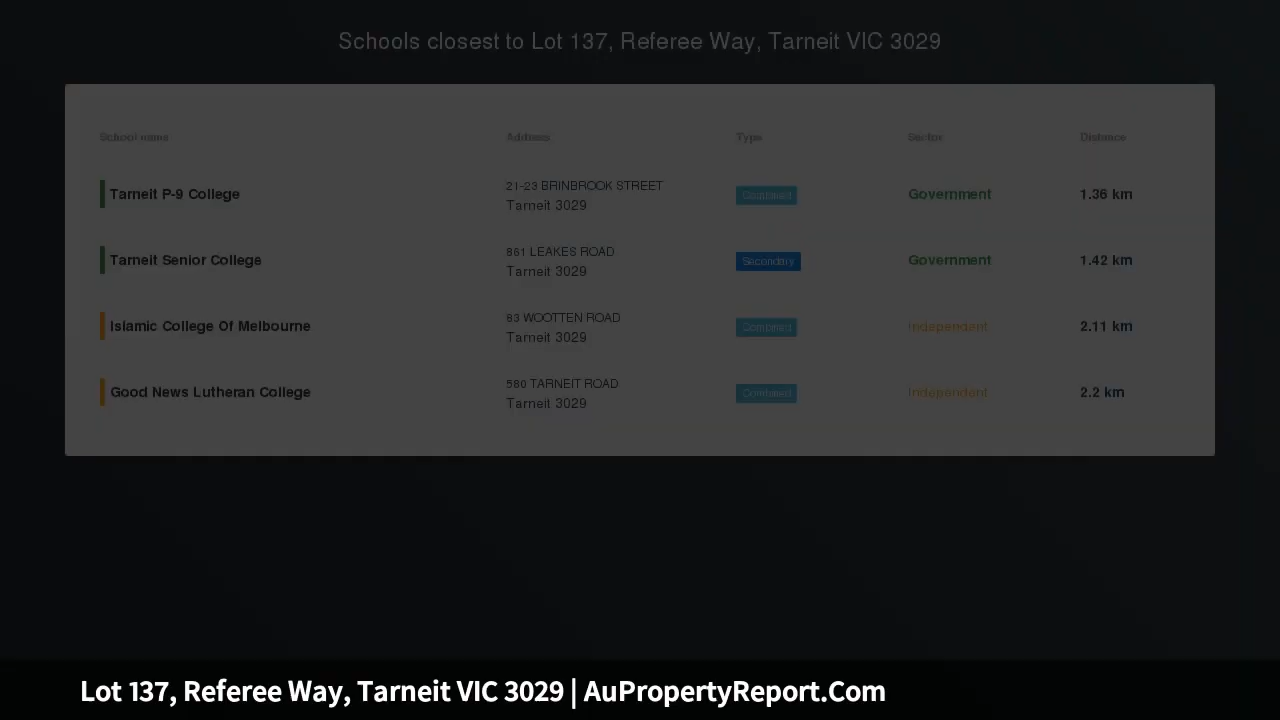 Schools closest to Lot 137, Referee Way, Tarneit VIC 3029
School name Address Type Sector Distance
Tarneit P-9 College 21-23 BRINBROOK STREET Tarneit 3029 Combined Government 1.36 km
Tarneit Senior College 861 LEAKES ROAD Tarneit 3029 Secondary Government 1.42 km
Islamic College Of Melbourne 83 WOOTTEN ROAD Tarneit 3029 Combined Independent 2.11 km
Good News Lutheran College 580 TARNEIT ROAD Tarneit 3029 Combined Independent 2.2 km
Lot 137, Referee Way, Tarneit VIC 3029 | AuPropertyReport.Com